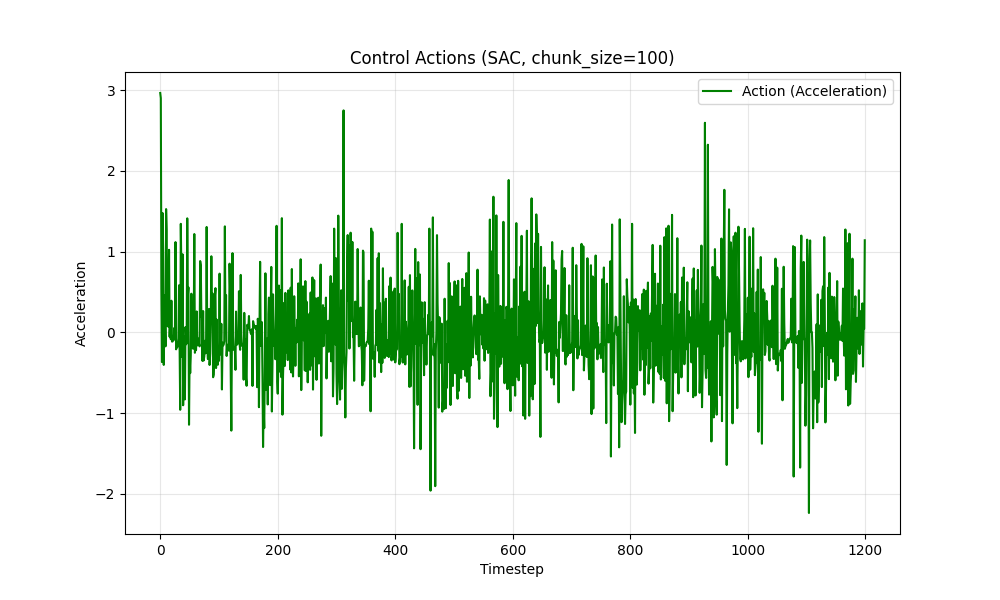 Control Actions (SAC, chunk_size=100)
Action (Acceleration)
3
2
1
0
−1
−2
Acceleration
0 200 400 600 800 1000 1200
Timestep